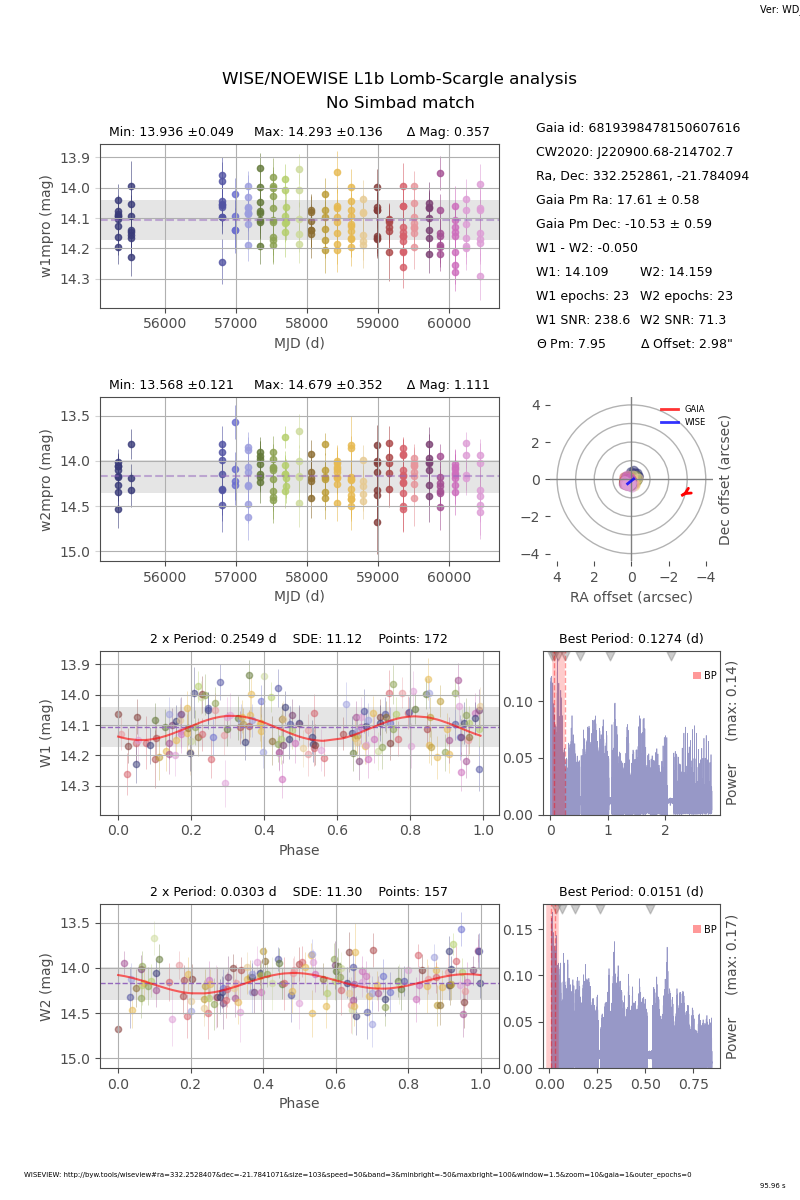 Ver: WD_
WISE/NOEWISE L1b Lomb-Scargle analysis
No Simbad match
Min: 13.936 ±0.049 Max: 14.293 ±0.136 Δ Mag: 0.357
13.9
14.0
14.1
14.2
14.3
w1mpro (mag)
56000 57000 58000 59000 60000
MJD (d)
Gaia id: 6819398478150607616
CW2020: J220900.68-214702.7
Ra, Dec: 332.252861, -21.784094
Gaia Pm Ra: 17.61 ± 0.58
Gaia Pm Dec: -10.53 ± 0.59
W1 - W2: -0.050
W1: 14.109 W2: 14.159
W1 epochs: 23 W2 epochs: 23
W1 SNR: 238.6 W2 SNR: 71.3
Θ Pm: 7.95 Δ Offset: 2.98"
Min: 13.568 ±0.121 Max: 14.679 ±0.352 Δ Mag: 1.111
13.5
14.0
14.5
15.0
w2mpro (mag)
56000 57000 58000 59000 60000
MJD (d)
GAIA
WISE
4
2
0
−2
−4
4 2 0 −2 −4
RA offset (arcsec)
Dec offset (arcsec)
2 x Period: 0.2549 d SDE: 11.12 Points: 172
13.9
14.0
14.1
14.2
14.3
W1 (mag)
0.0 0.2 0.4 0.6 0.8 1.0
Phase
Best Period: 0.1274 (d)
BP
0.10
0.05
0.00
0 1 2
Power (max: 0.14)
2 x Period: 0.0303 d SDE: 11.30 Points: 157
13.5
14.0
14.5
15.0
W2 (mag)
0.0 0.2 0.4 0.6 0.8 1.0
Phase
Best Period: 0.0151 (d)
BP
0.15
0.10
0.05
0.00
0.00 0.25 0.50 0.75
Power (max: 0.17)
WISEVIEW: http://byw.tools/wiseview#ra=332.2528407&dec=-21.7841071&size=103&speed=50&band=3&minbright=-50&maxbright=100&window=1.5&zoom=10&gaia=1&outer_epochs=0
95.96 s